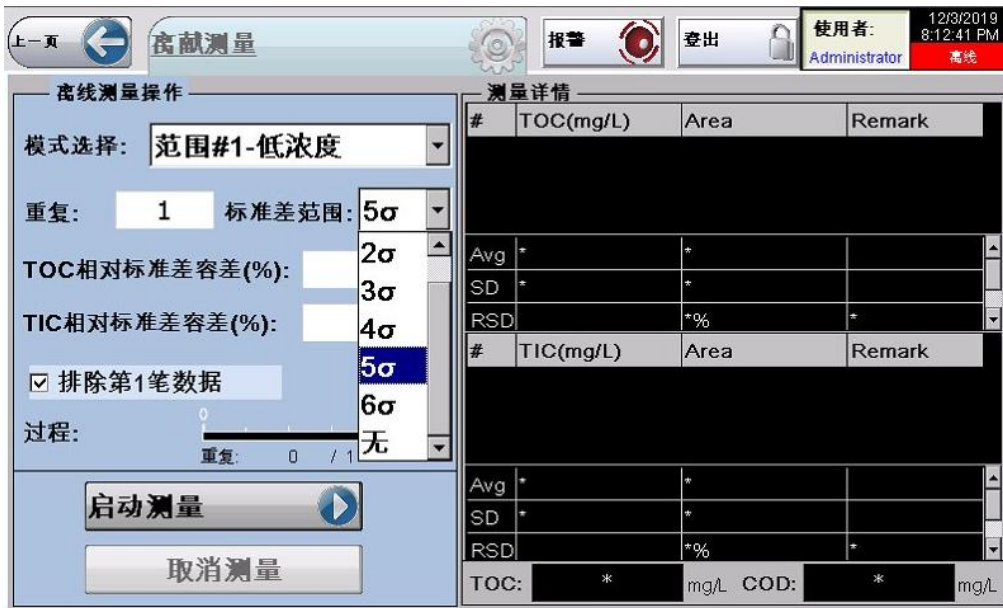 上一页
离线测量
报警
登出
使用者:
Administrator
12/3/2019
8:12:41 PM
离线
离线测量操作
模式选择: 范围#1-低浓度
重复: 1 标准差范围: 5σ
2σ
3σ
4σ
5σ
6σ
无
TOC相对标准差容差(%):
TIC相对标准差容差(%):
排除第1笔数据
过程:
0
重复: 0 / 1
启动测量
取消测量
测量详情
# TOC(mg/L) Area Remark
Avg * *
SD * *
RSD *% *
# TIC(mg/L) Area Remark
Avg * *
SD * *
RSD *% *
TOC: * mg/L COD: * mg/L